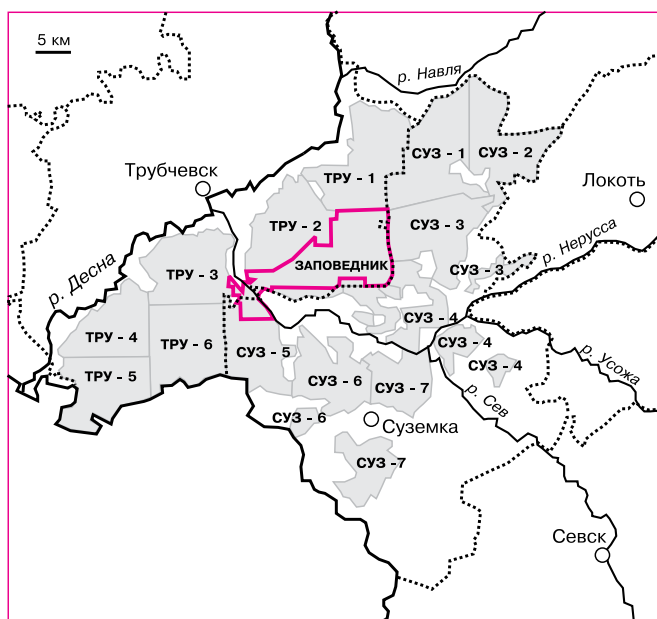 5 км
р. Навля
СУЗ - 1
СУЗ - 2
Трубчевск
ТРУ - 1
Локоть
ТРУ - 2
СУЗ - 3
р. Десна
ТРУ - 3
ЗАПОВЕДНИК
СУЗ - 3
р. Нерусса
СУЗ - 4
ТРУ - 4
ТРУ - 6
СУЗ - 5
СУЗ - 4
СУЗ - 4
р. Усожа
ТРУ - 5
СУЗ - 6
СУЗ - 7
р. Сев
СУЗ - 6
Суземка
СУЗ - 7
Севск